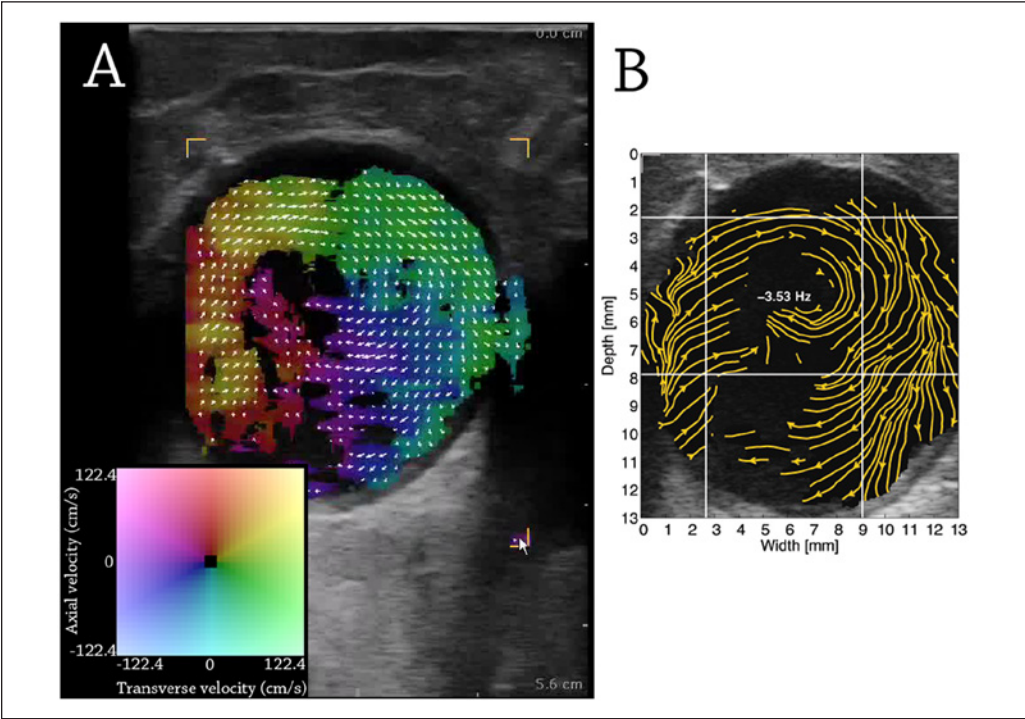 A
0.0 cm
122.4
0
-122.4
Axial velocity (cm/s)
-122.4 0 122.4
Transverse velocity (cm/s)
5.6 cm
B
0
1
2
3
4
5
6
7
8
9
10
11
12
13
Depth [mm]
−3.53 Hz
0 1 2 3 4 5 6 7 8 9 10 11 12 13
Width [mm]